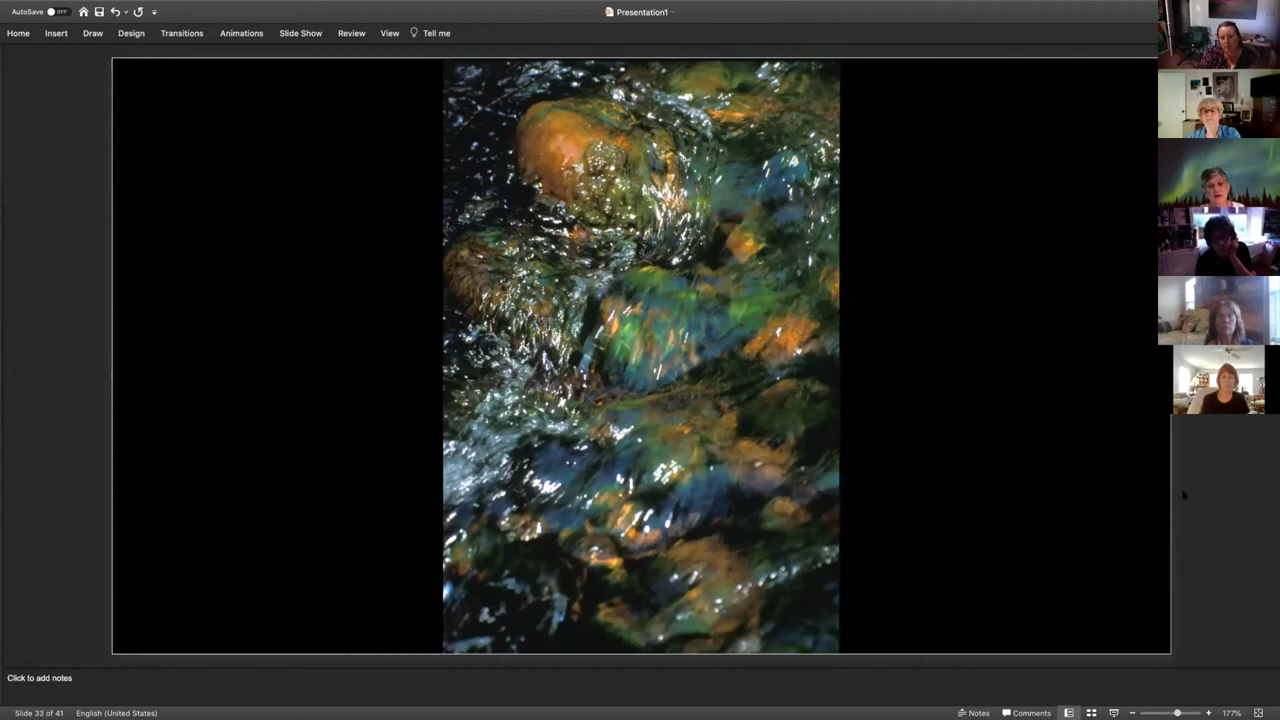 AutoSave OFF
Presentation1
Home Insert Draw Design Transitions Animations Slide Show Review View Tell me
Click to add notes
Slide 33 of 41 English (United States) Notes Comments 177%